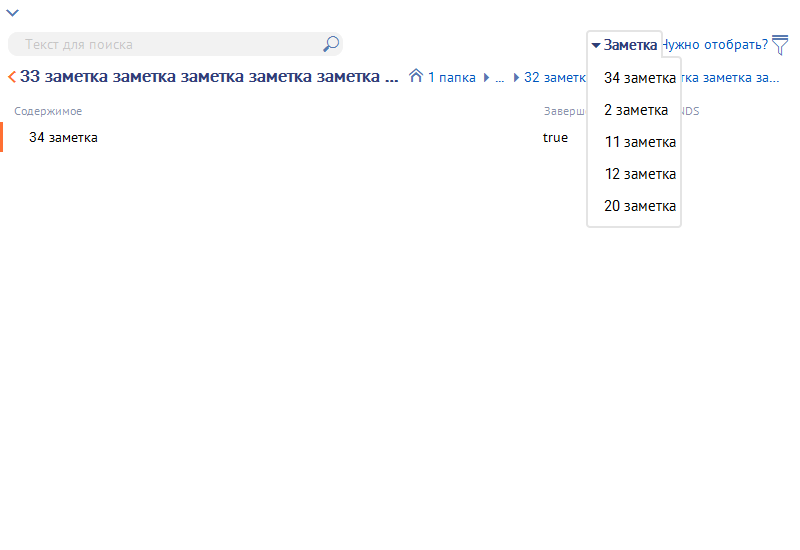 Текст для поиска
Заметка
Нужно отобрать?
33 заметка заметка заметка заметка заметка ... 1 папка ... 32 заметк тка заметка за...
34 заметка
2 заметка
11 заметка
12 заметка
20 заметка
Содержимое Заверш NDS
34 заметка true